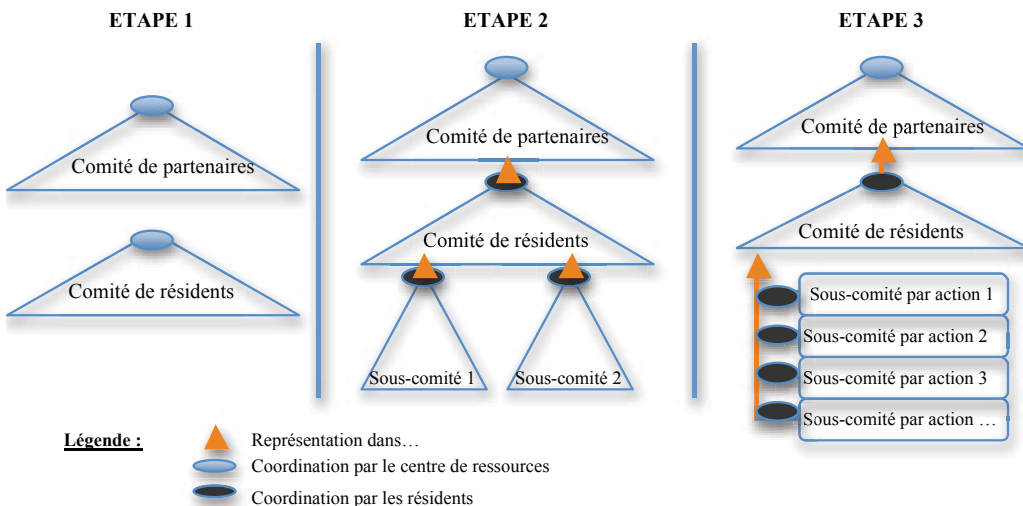 ETAPE 1
Comité de partenaires
Comité de résidents
ETAPE 2
Comité de partenaires
Comité de résidents
Sous-comité 1
Sous-comité 2
ETAPE 3
Comité de partenaires
Comité de résidents
Sous-comité par action 1
Sous-comité par action 2
Sous-comité par action 3
Sous-comité par action …
Légende :
Représentation dans…
Coordination par le centre de ressources
Coordination par les résidents